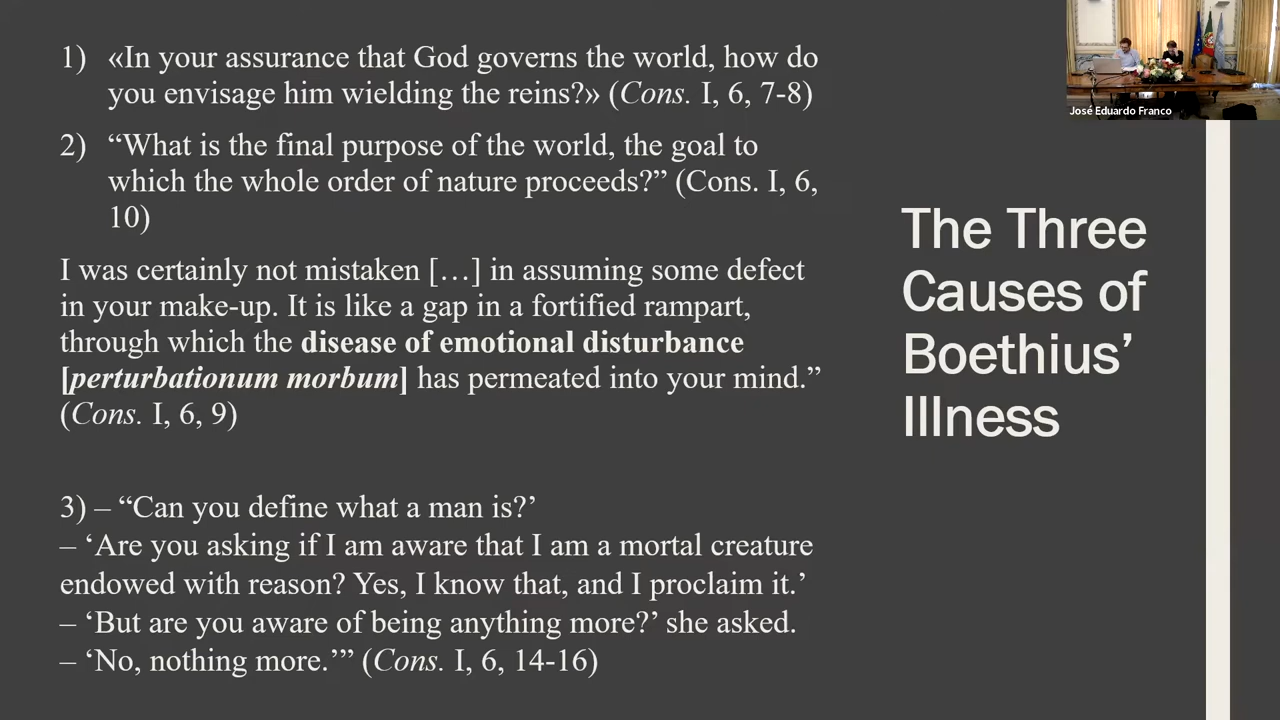 1) «In your assurance that God governs the world, how do
you envisage him wielding the reins?» (Cons. I, 6, 7-8)
2) “What is the final purpose of the world, the goal to
which the whole order of nature proceeds?” (Cons. I, 6,
10)
I was certainly not mistaken […] in assuming some defect
in your make-up. It is like a gap in a fortified rampart,
through which the disease of emotional disturbance
[perturbationum morbum] has permeated into your mind.”
(Cons. I, 6, 9)
3) – “Can you define what a man is?’
– ‘Are you asking if I am aware that I am a mortal creature
endowed with reason? Yes, I know that, and I proclaim it.’
– ‘But are you aware of being anything more?’ she asked.
– ‘No, nothing more.’” (Cons. I, 6, 14-16)
The Three
Causes of
Boethius’
Illness
José Eduardo Franco